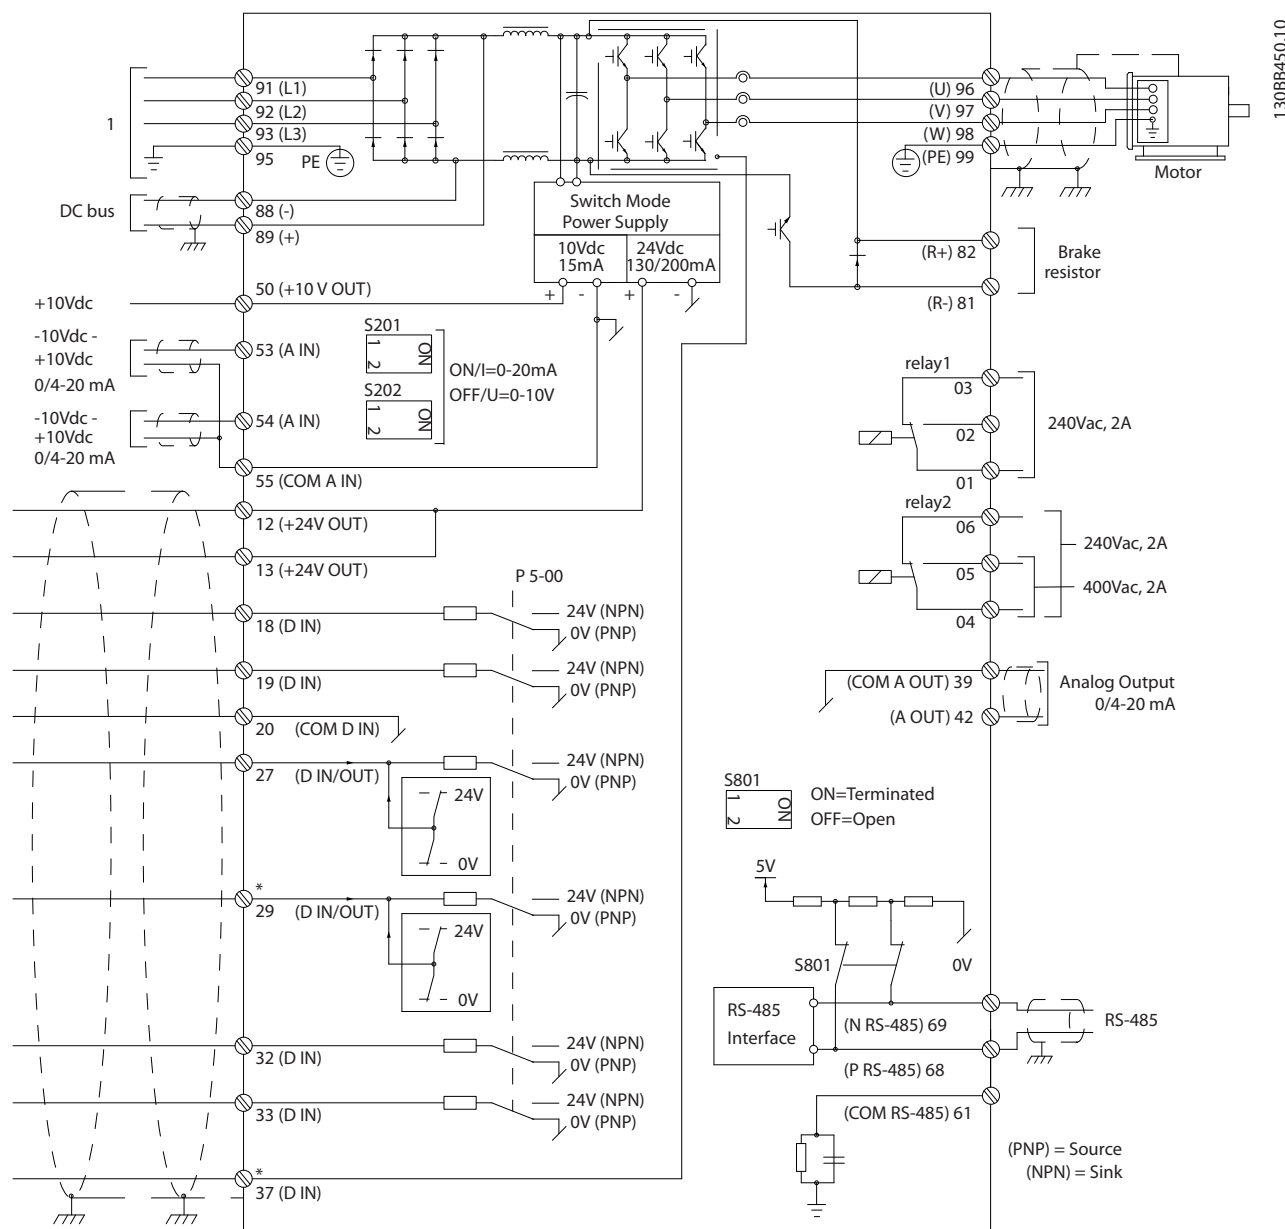 130BB450.10
1
91 (L1)
92 (L2)
93 (L3)
95
PE
DC bus
88 (-)
89 (+)
Switch Mode
Power Supply
10Vdc
15mA
24Vdc
130/200mA
+
-
+
-
(U) 96
(V) 97
(W) 98
(PE) 99
Motor
(R+) 82
(R-) 81
Brake
resistor
+10Vdc
50 (+10 V OUT)
-10Vdc -
+10Vdc
0/4-20 mA
53 (A IN)
-10Vdc -
+10Vdc
0/4-20 mA
54 (A IN)
55 (COM A IN)
S201
1
2
ON
S202
1
2
ON
ON/I=0-20mA
OFF/U=0-10V
relay1
03
02
01
240Vac, 2A
relay2
06
05
04
240Vac, 2A
400Vac, 2A
12 (+24V OUT)
13 (+24V OUT)
P 5-00
18 (D IN)
24V (NPN)
0V (PNP)
19 (D IN)
24V (NPN)
0V (PNP)
20 (COM D IN)
27 (D IN/OUT)
24V (NPN)
0V (PNP)
24V
0V
*
29 (D IN/OUT)
24V (NPN)
0V (PNP)
24V
0V
32 (D IN)
24V (NPN)
0V (PNP)
33 (D IN)
24V (NPN)
0V (PNP)
*
37 (D IN)
(COM A OUT) 39
(A OUT) 42
Analog Output
0/4-20 mA
S801
1
2
ON
ON=Terminated
OFF=Open
5V
S801
0V
RS-485
Interface
(N RS-485) 69
(P RS-485) 68
RS-485
(COM RS-485) 61
(PNP) = Source
(NPN) = Sink